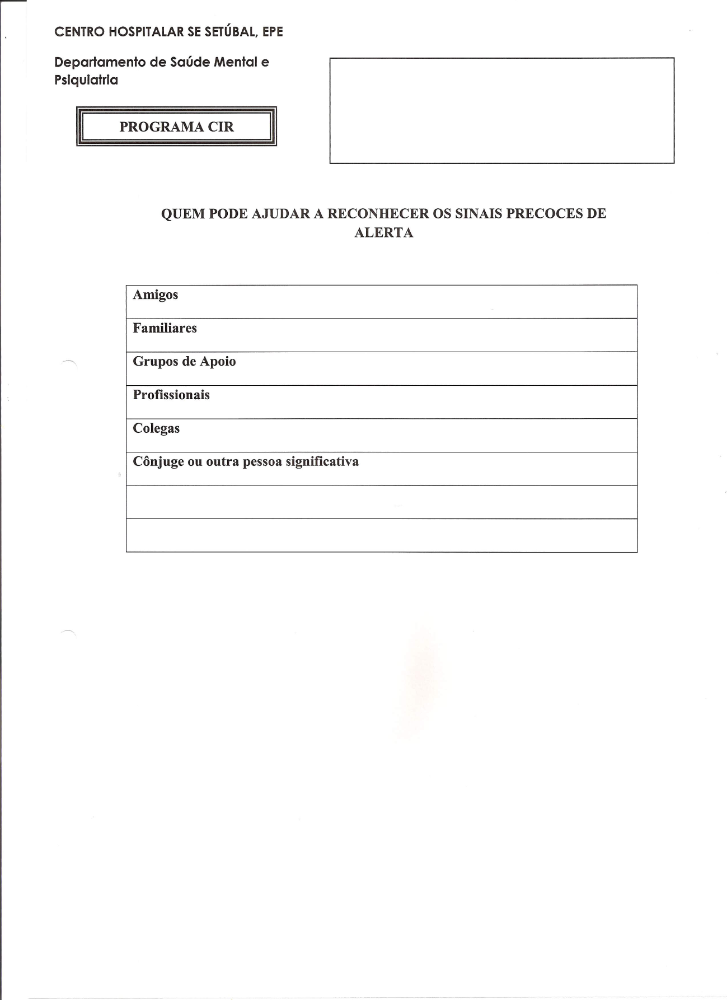 CENTRO HOSPITALAR SE SETÚBAL, EPE
Departamento de Saúde Mental e
Psiquiatria
PROGRAMA CIR
QUEM PODE AJUDAR A RECONHECER OS SINAIS PRECOCES DE
ALERTA
Amigos
Familiares
Grupos de Apoio
Profissionais
Colegas
Cônjuge ou outra pessoa significativa